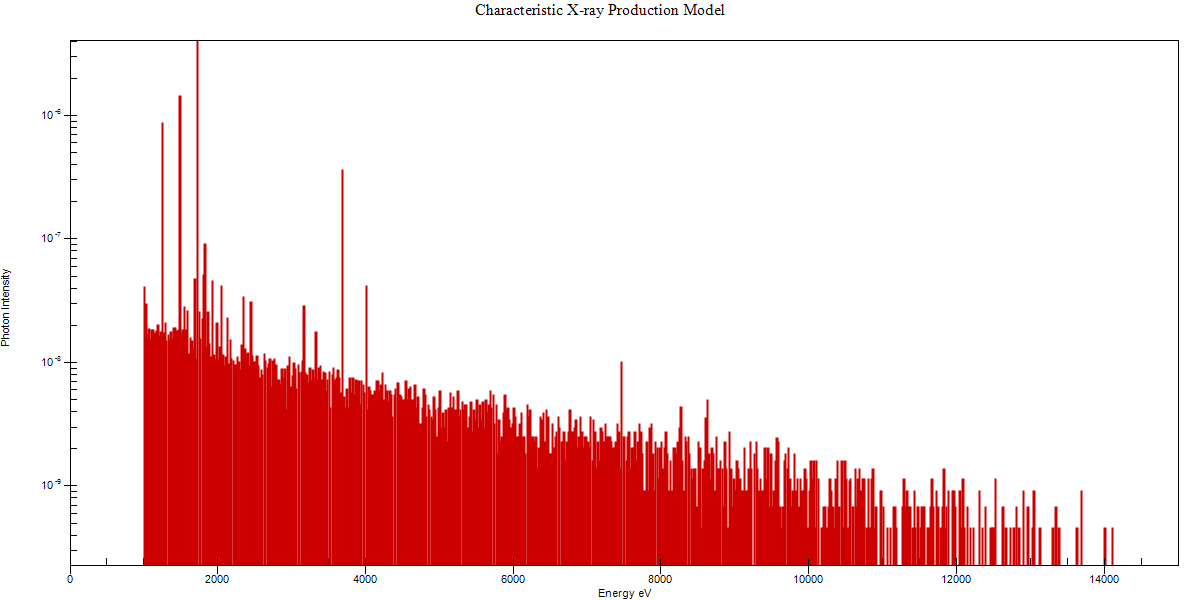 Characteristic X-ray Production Model
Photon Intensity
10^-6
10^-7
10^-8
10^-9
0 2000 4000 6000 8000 10000 12000 14000
Energy eV